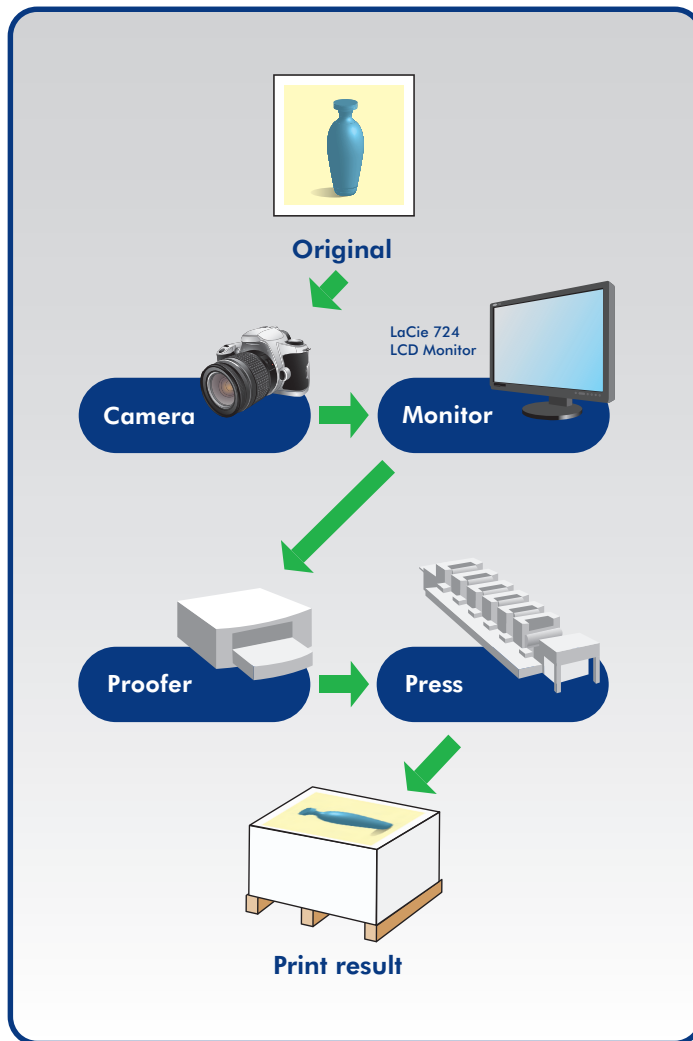 Original
LaCie 724
LCD Monitor
Camera
Monitor
Proofer
Press
Print result